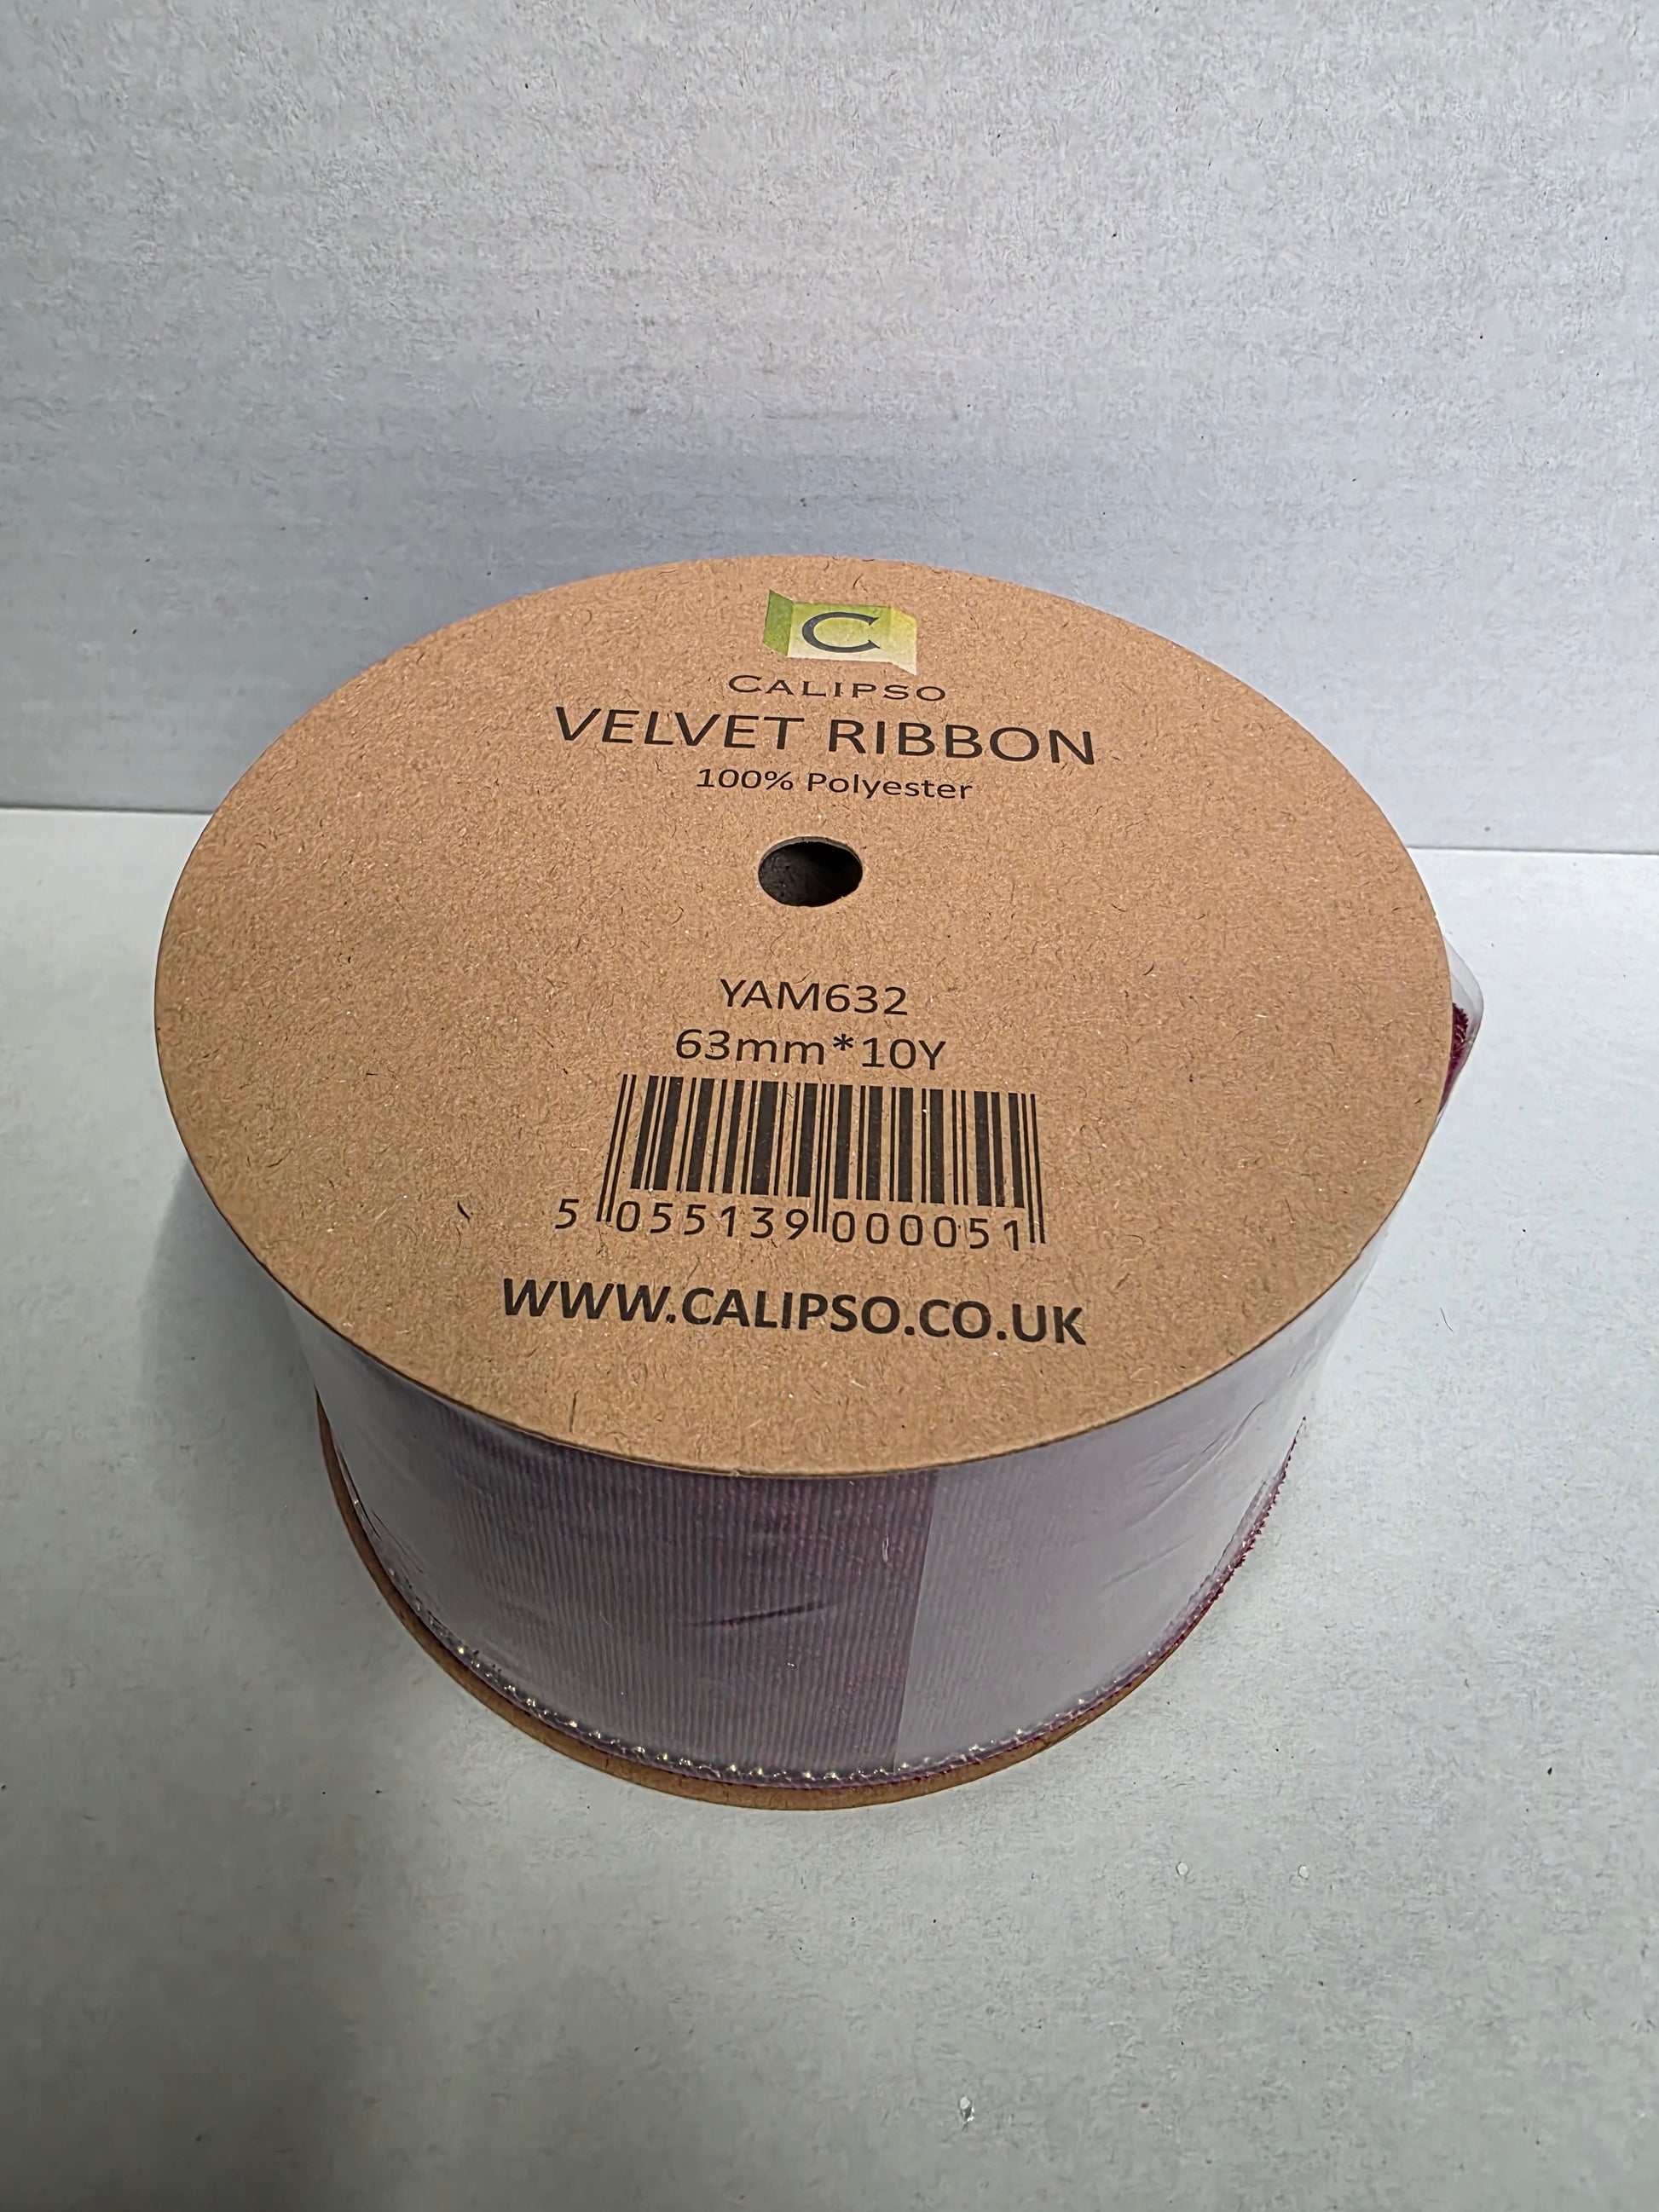 C
CALIPSO
VELVET RIBBON
100% Polyester
YAM632
63mm*10Y
5 055139 000051
WWW.CALIPSO.CO.UK